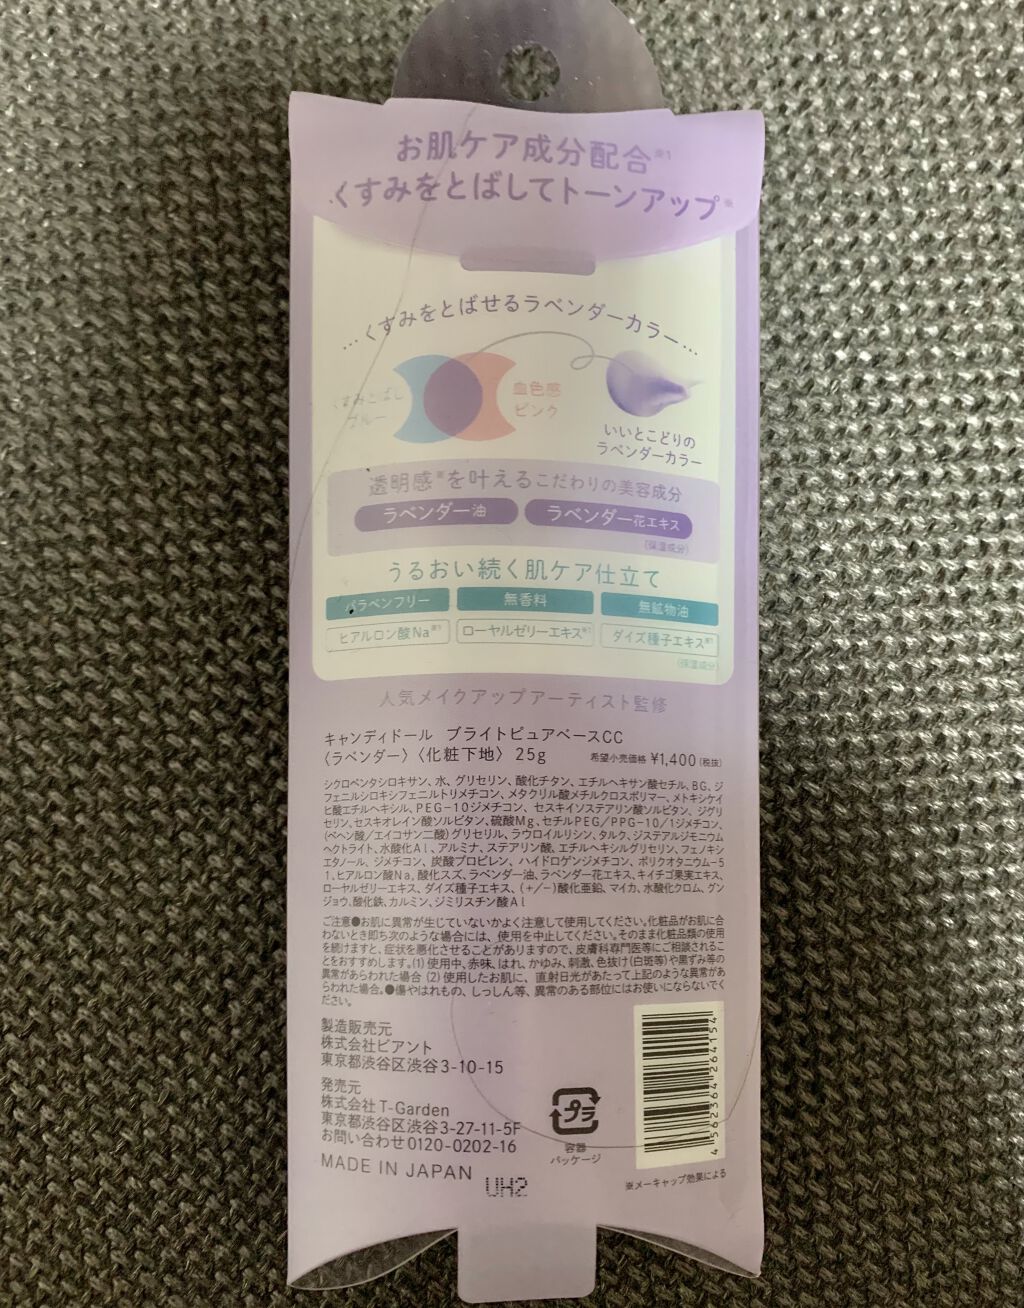 お肌ケア成分配合※1
くすみをとばしてトーンアップ※
…くすみをとばせるラベンダーカラー…
くすみとばし
ブルー
血色感
ピンク
いいとこどりの
ラベンダーカラー
透明感※を叶えるこだわりの美容成分
ラベンダー油
ラベンダー花エキス
(保湿成分)
うるおい続く肌ケア仕立て
パラベンフリー
無香料
無鉱物油
ヒアルロン酸Na※1
ローヤルゼリーエキス※1
ダイズ種子エキス※1
(保湿成分)
人気メイクアップアーティスト監修
キャンディドール ブライトピュアベースCC
〈ラベンダー〉〈化粧下地〉25g
希望小売価格 ¥1,400(税抜)
シクロペンタシロキサン、水、グリセリン、酸化チタン、エチルヘキサン酸セチル、BG、ジ
フェニルシロキシフェニルトリメチコン、メタクリル酸メチルクロスポリマー、メトキシケイ
ヒ酸エチルヘキシル、PEG-10ジメチコン、セスキイソステアリン酸ソルビタン、ジグリ
セリン、セスキオレイン酸ソルビタン、硫酸Mg、セチルPEG/PPG-10/1ジメチコン、
(ベヘン酸/エイコサン二酸)グリセリル、ラウロイルリシン、タルク、ジステアルジモニウム
ヘクトライト、水酸化Al、アルミナ、ステアリン酸、エチルヘキシルグリセリン、フェノキシ
エタノール、ジメチコン、炭酸プロピレン、ハイドロゲンジメチコン、ポリクオタニウム-5
1、ヒアルロン酸Na、酸化スズ、ラベンダー油、ラベンダー花エキス、キイチゴ果実エキス、
ローヤルゼリーエキス、ダイズ種子エキス、(+/-)酸化亜鉛、マイカ、水酸化クロム、グン
ジョウ、酸化鉄、カルミン、ジミリスチン酸Al
ご注意●お肌に異常が生じていないかよく注意して使用してください。化粧品がお肌に合
わないとき即ち次のような場合には、使用を中止してください。そのまま化粧品類の使用
を続けますと、症状を悪化させることがありますので、皮膚科専門医等にご相談されるこ
とをおすすめします。(1)使用中、赤味、はれ、かゆみ、刺激、色抜け(白斑等)や黒ずみ等の
異常があらわれた場合 (2)使用したお肌に、直射日光があたって上記のような異常があ
らわれた場合。●傷やはれもの、しっしん等、異常のある部位にはお使いにならないでく
ださい。
製造販売元
株式会社ビアント
東京都渋谷区渋谷3-10-15
発売元
株式会社T-Garden
東京都渋谷区渋谷3-27-11-5F
お問い合わせ0120-0202-16
MADE IN JAPAN
UH2
プラ
容器
パッケージ
4562364264154
※メーキャップ効果による